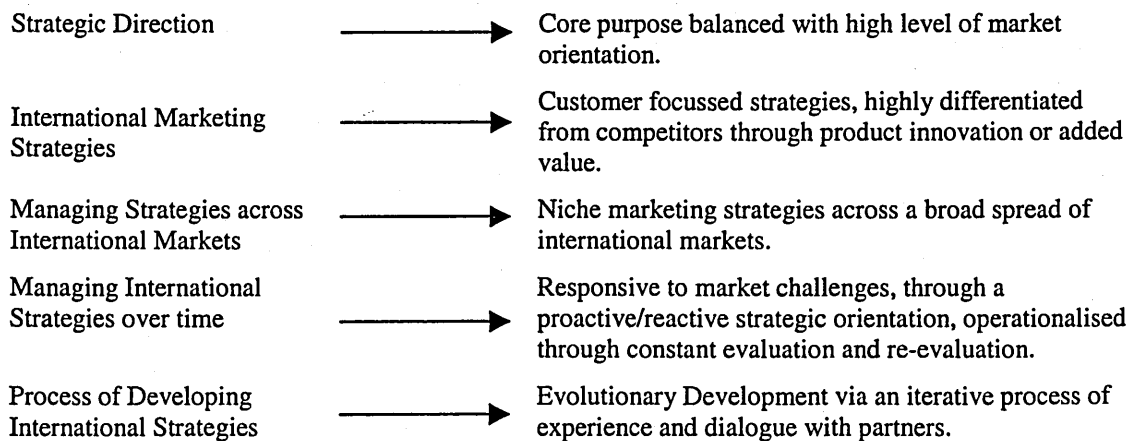 Strategic Direction
Core purpose balanced with high level of market
orientation.
International Marketing
Strategies
Customer focussed strategies, highly differentiated
from competitors through product innovation or added
value.
Managing Strategies across
International Markets
Niche marketing strategies across a broad spread of
international markets.
Managing International
Strategies over time
Responsive to market challenges, through a
proactive/reactive strategic orientation, operationalised
through constant evaluation and re-evaluation.
Process of Developing
International Strategies
Evolutionary Development via an iterative process of
experience and dialogue with partners.